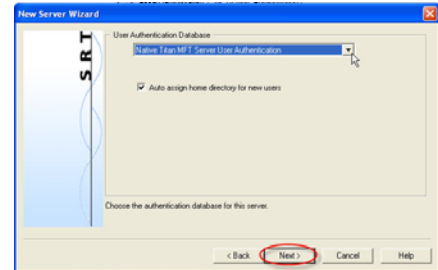 New Server Wizard
SRT
User Authentication Database
Native Titan MFT Server User Authentication
Auto assign home directory for new users
Choose the authentication database for this server.
< Back
Next >
Cancel
Help